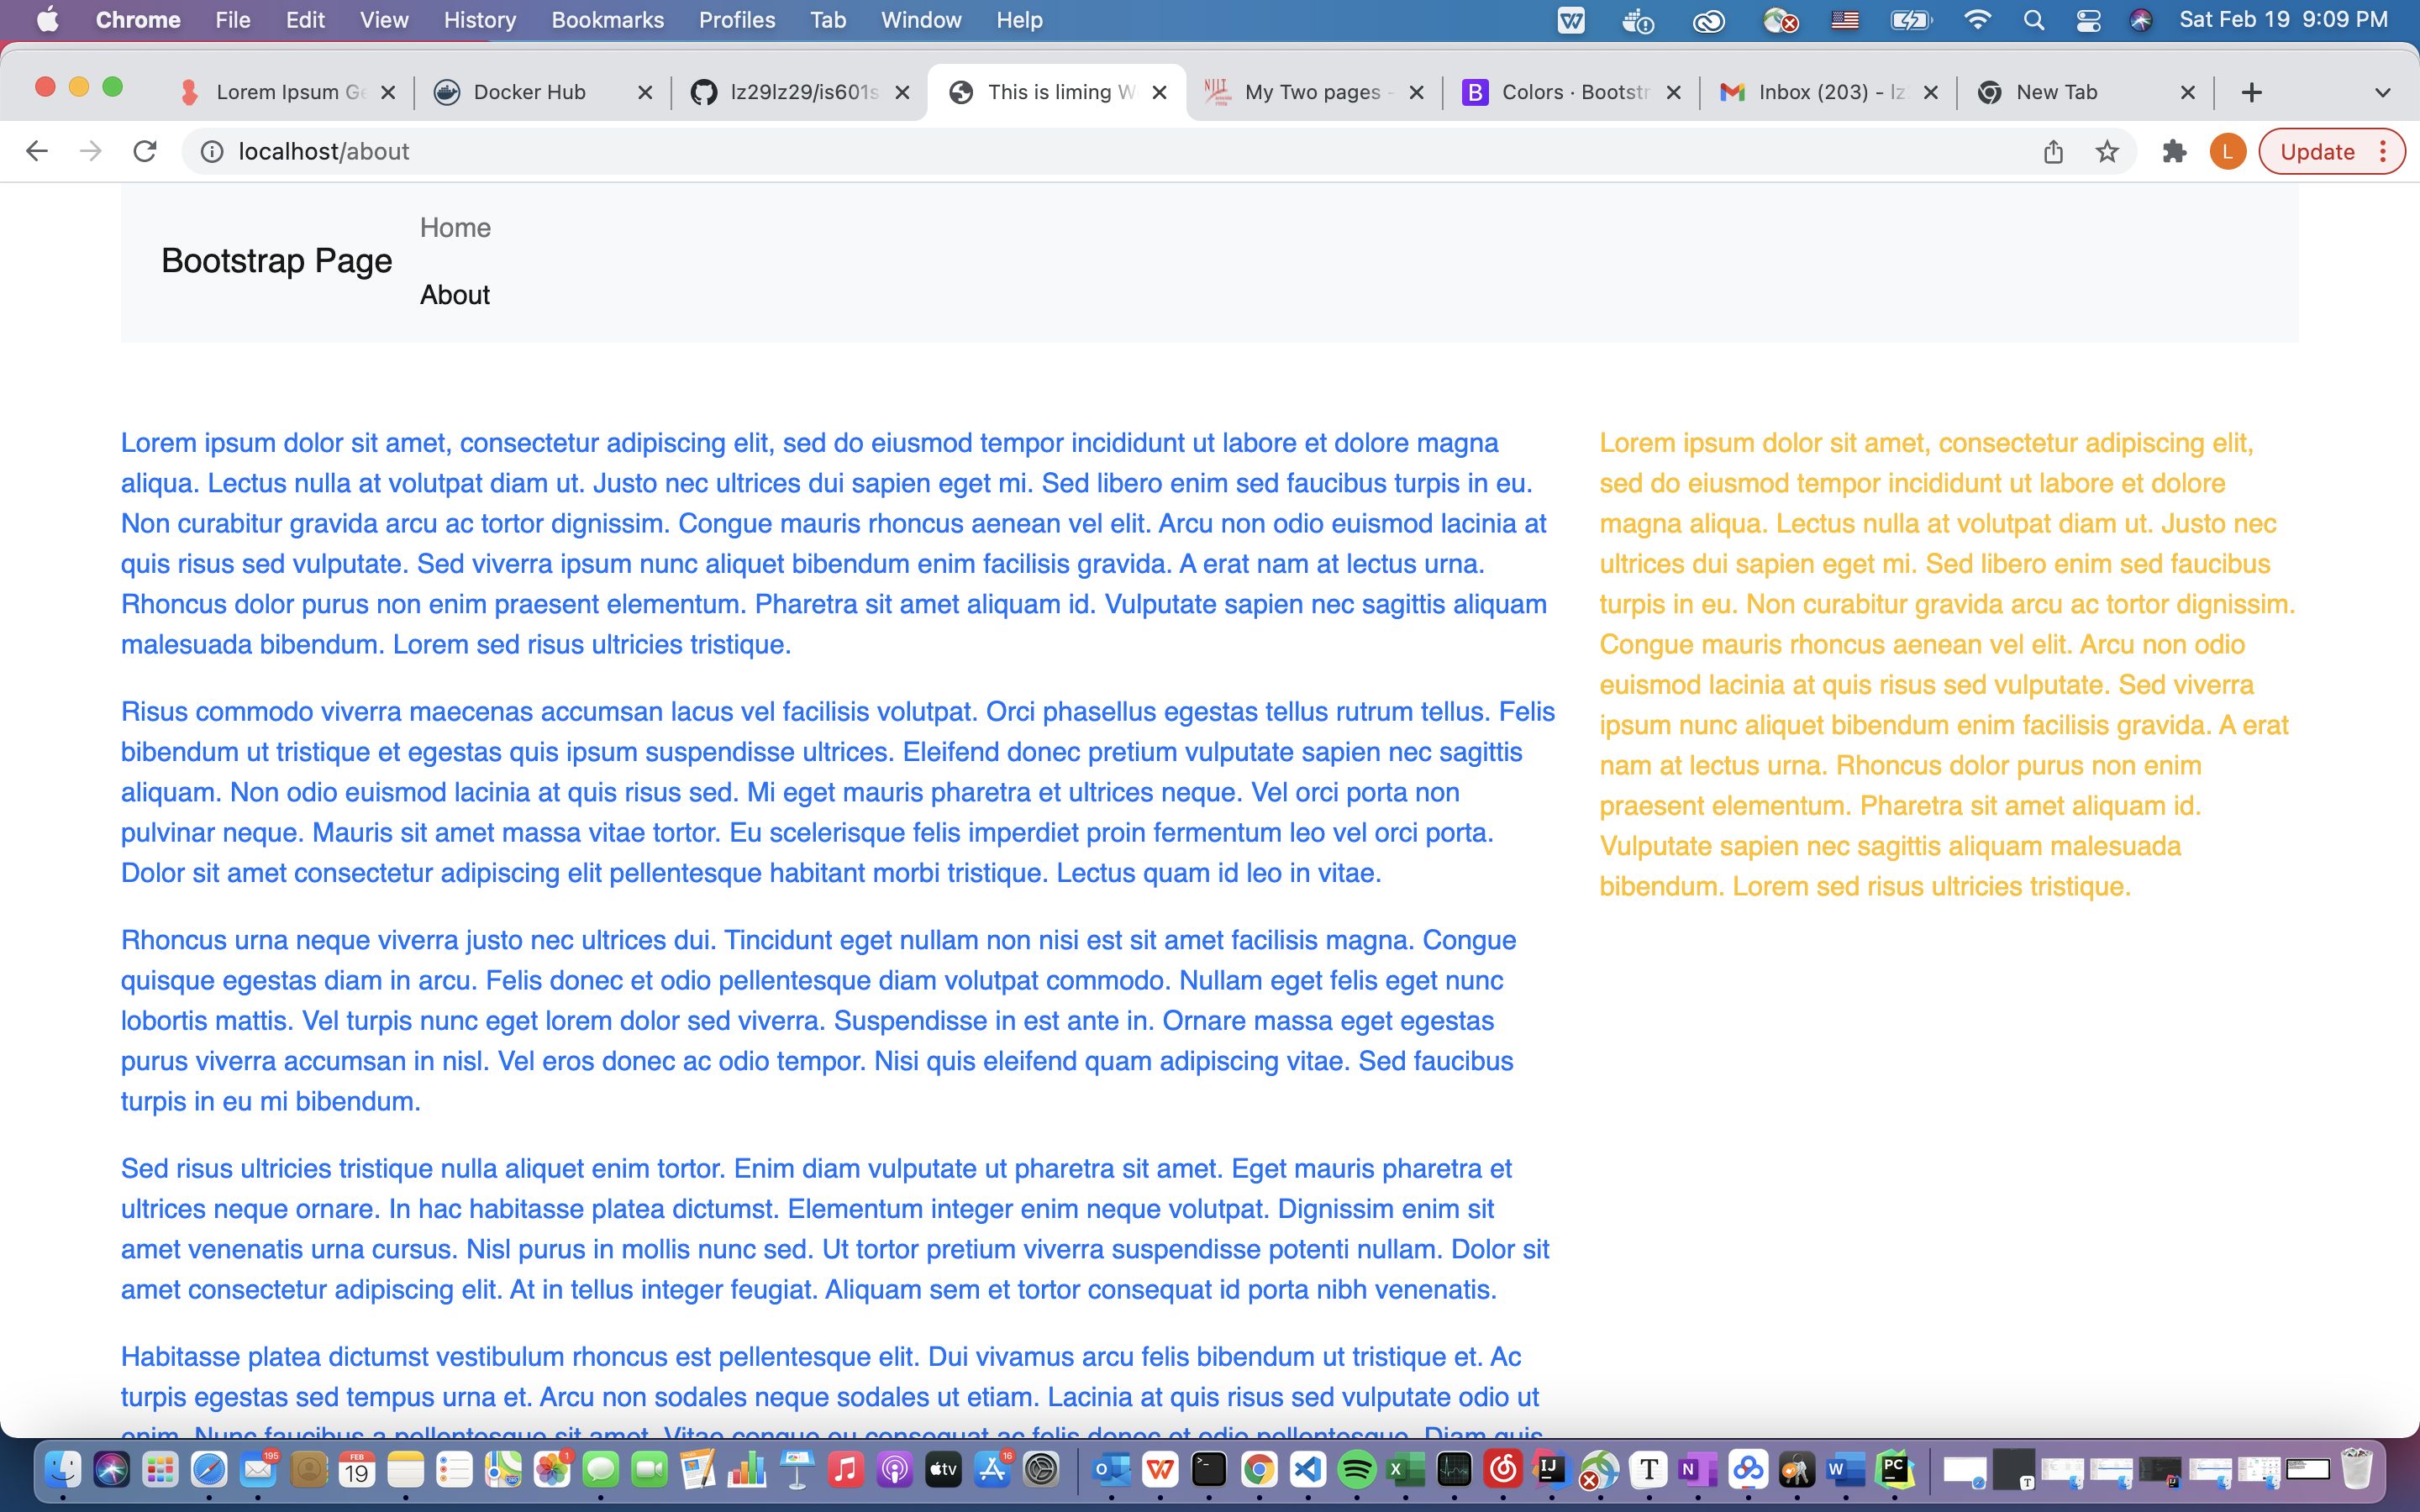 Chrome File Edit View History Bookmarks Profiles Tab Window Help Sat Feb 19 9:09 PM
Lorem Ipsum Ge Docker Hub lz29lz29/is601s This is liming W My Two pages - Colors · Bootstr Inbox (203) - lz New Tab
localhost/about L Update
Home
Bootstrap Page
About
Lorem ipsum dolor sit amet, consectetur adipiscing elit, sed do eiusmod tempor incididunt ut labore et dolore magna
aliqua. Lectus nulla at volutpat diam ut. Justo nec ultrices dui sapien eget mi. Sed libero enim sed faucibus turpis in eu.
Non curabitur gravida arcu ac tortor dignissim. Congue mauris rhoncus aenean vel elit. Arcu non odio euismod lacinia at
quis risus sed vulputate. Sed viverra ipsum nunc aliquet bibendum enim facilisis gravida. A erat nam at lectus urna.
Rhoncus dolor purus non enim praesent elementum. Pharetra sit amet aliquam id. Vulputate sapien nec sagittis aliquam
malesuada bibendum. Lorem sed risus ultricies tristique.
Risus commodo viverra maecenas accumsan lacus vel facilisis volutpat. Orci phasellus egestas tellus rutrum tellus. Felis
bibendum ut tristique et egestas quis ipsum suspendisse ultrices. Eleifend donec pretium vulputate sapien nec sagittis
aliquam. Non odio euismod lacinia at quis risus sed. Mi eget mauris pharetra et ultrices neque. Vel orci porta non
pulvinar neque. Mauris sit amet massa vitae tortor. Eu scelerisque felis imperdiet proin fermentum leo vel orci porta.
Dolor sit amet consectetur adipiscing elit pellentesque habitant morbi tristique. Lectus quam id leo in vitae.
Rhoncus urna neque viverra justo nec ultrices dui. Tincidunt eget nullam non nisi est sit amet facilisis magna. Congue
quisque egestas diam in arcu. Felis donec et odio pellentesque diam volutpat commodo. Nullam eget felis eget nunc
lobortis mattis. Vel turpis nunc eget lorem dolor sed viverra. Suspendisse in est ante in. Ornare massa eget egestas
purus viverra accumsan in nisl. Vel eros donec ac odio tempor. Nisi quis eleifend quam adipiscing vitae. Sed faucibus
turpis in eu mi bibendum.
Sed risus ultricies tristique nulla aliquet enim tortor. Enim diam vulputate ut pharetra sit amet. Eget mauris pharetra et
ultrices neque ornare. In hac habitasse platea dictumst. Elementum integer enim neque volutpat. Dignissim enim sit
amet venenatis urna cursus. Nisl purus in mollis nunc sed. Ut tortor pretium viverra suspendisse potenti nullam. Dolor sit
amet consectetur adipiscing elit. At in tellus integer feugiat. Aliquam sem et tortor consequat id porta nibh venenatis.
Habitasse platea dictumst vestibulum rhoncus est pellentesque elit. Dui vivamus arcu felis bibendum ut tristique et. Ac
turpis egestas sed tempus urna et. Arcu non sodales neque sodales ut etiam. Lacinia at quis risus sed vulputate odio ut
enim. Nunc faucibus a pellentesque sit amet. Vitae congue eu consequat ac felis donec et odio pellentesque. Diam quis
Lorem ipsum dolor sit amet, consectetur adipiscing elit,
sed do eiusmod tempor incididunt ut labore et dolore
magna aliqua. Lectus nulla at volutpat diam ut. Justo nec
ultrices dui sapien eget mi. Sed libero enim sed faucibus
turpis in eu. Non curabitur gravida arcu ac tortor dignissim.
Congue mauris rhoncus aenean vel elit. Arcu non odio
euismod lacinia at quis risus sed vulputate. Sed viverra
ipsum nunc aliquet bibendum enim facilisis gravida. A erat
nam at lectus urna. Rhoncus dolor purus non enim
praesent elementum. Pharetra sit amet aliquam id.
Vulputate sapien nec sagittis aliquam malesuada
bibendum. Lorem sed risus ultricies tristique.
195 FEB 19 1 tv 16